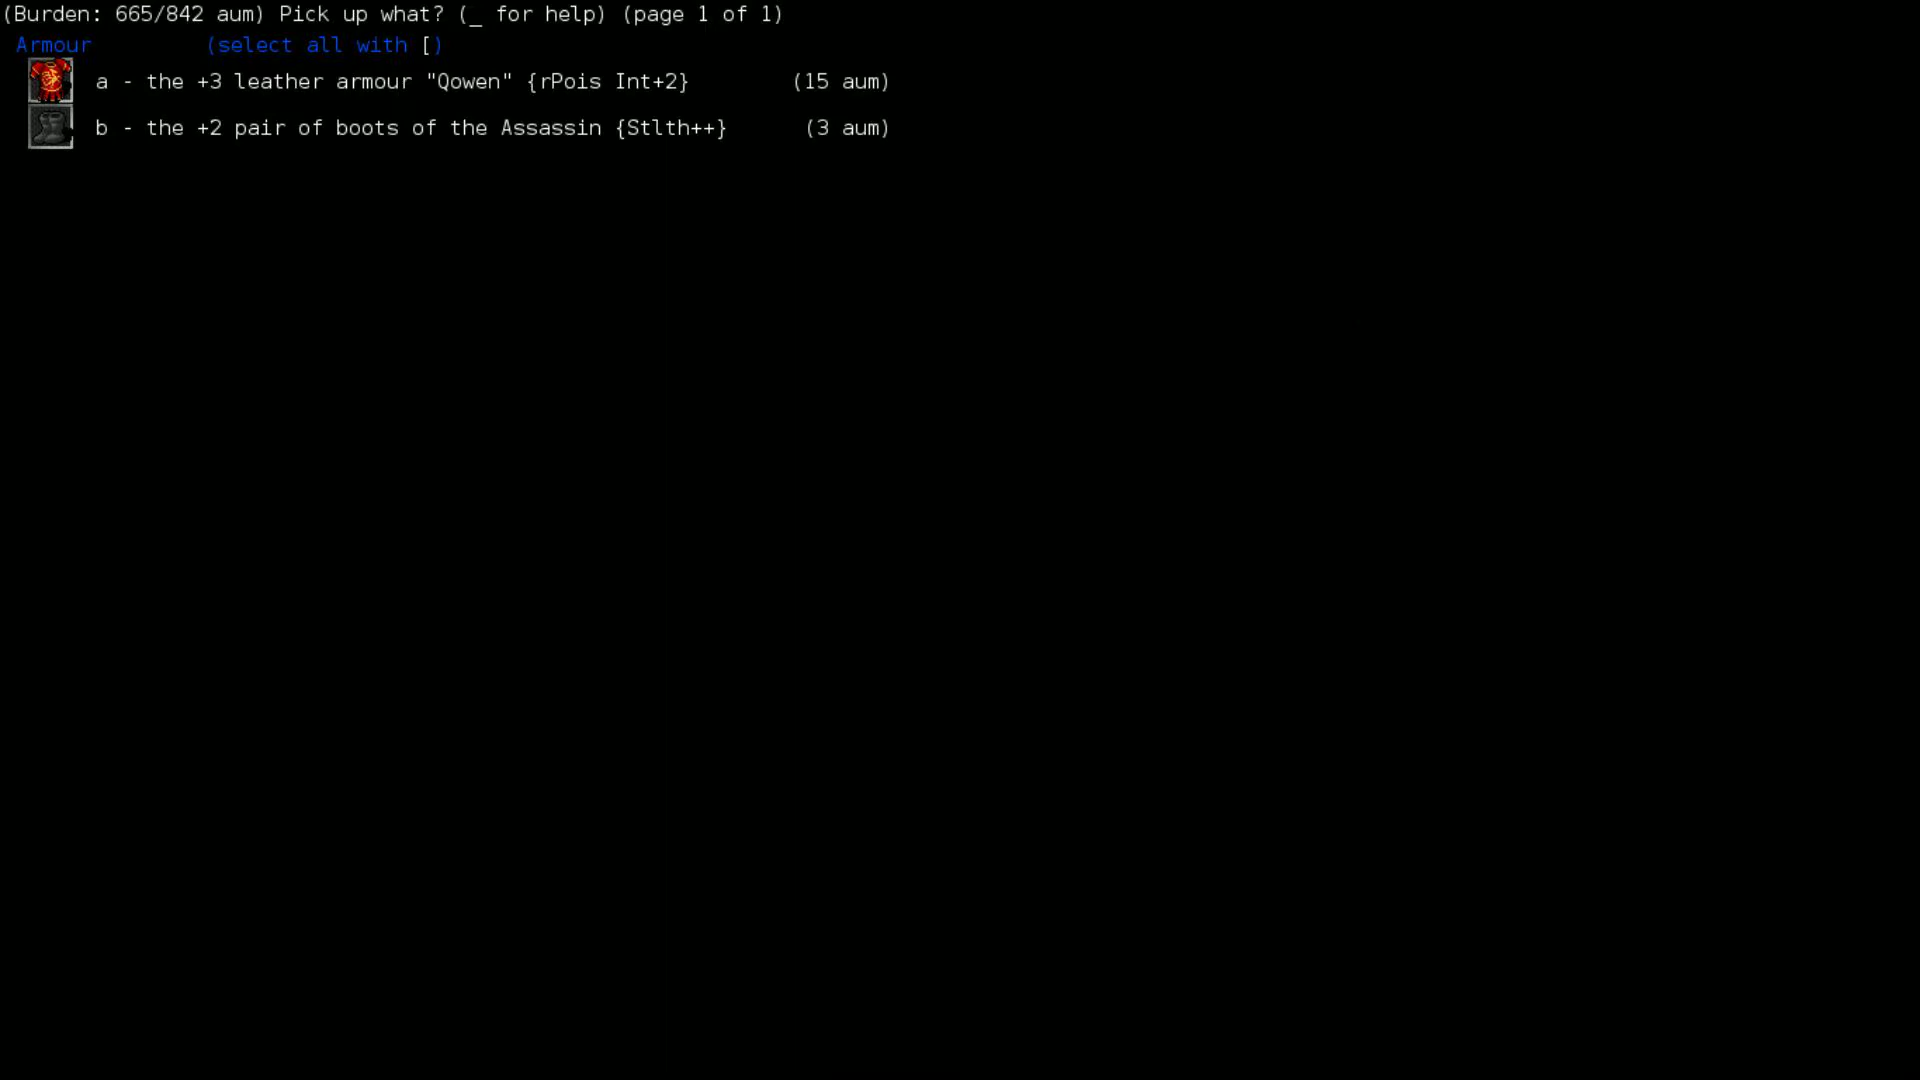 (Burden: 665/842 aum) Pick up what? (_ for help) (page 1 of 1)
Armour (select all with [)
a - the +3 leather armour "Qowen" {rPois Int+2} (15 aum)
b - the +2 pair of boots of the Assassin {Stlth++} (3 aum)